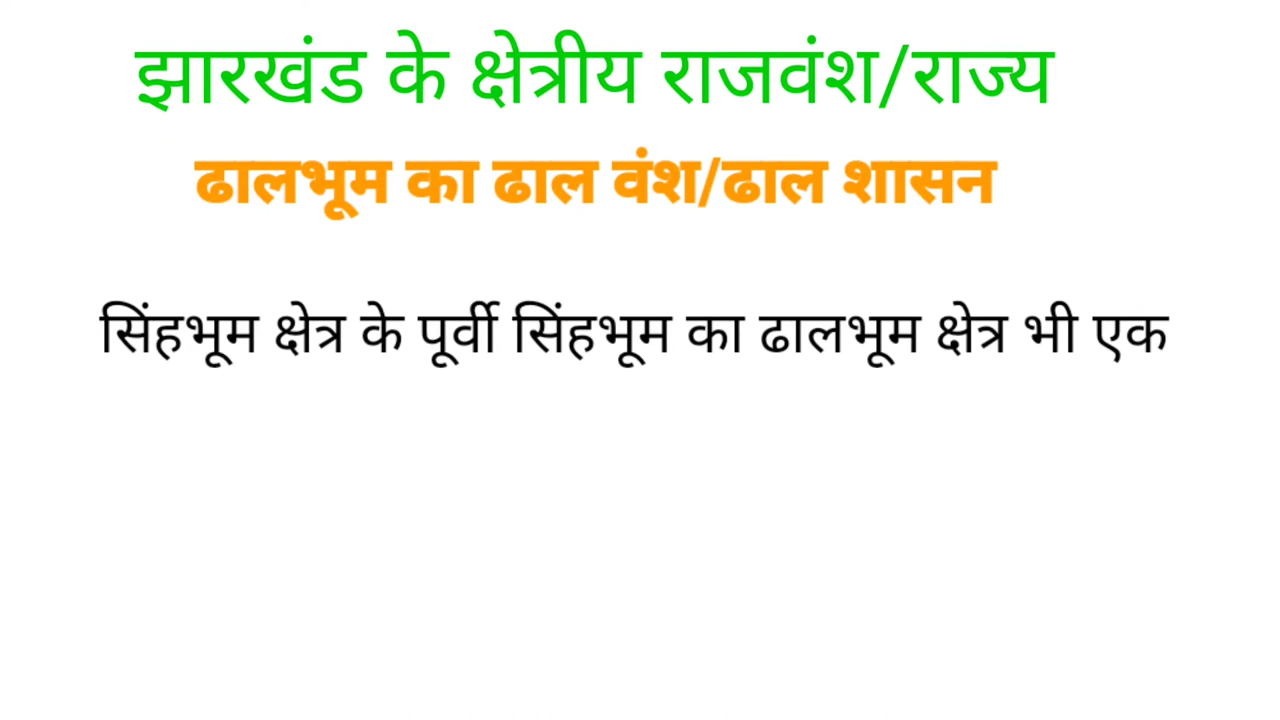 झारखंड के क्षेत्रीय राजवंश/राज्य
ढालभूम का ढाल वंश/ढाल शासन
सिंहभूम क्षेत्र के पूर्वी सिंहभूम का ढालभूम क्षेत्र भी एक